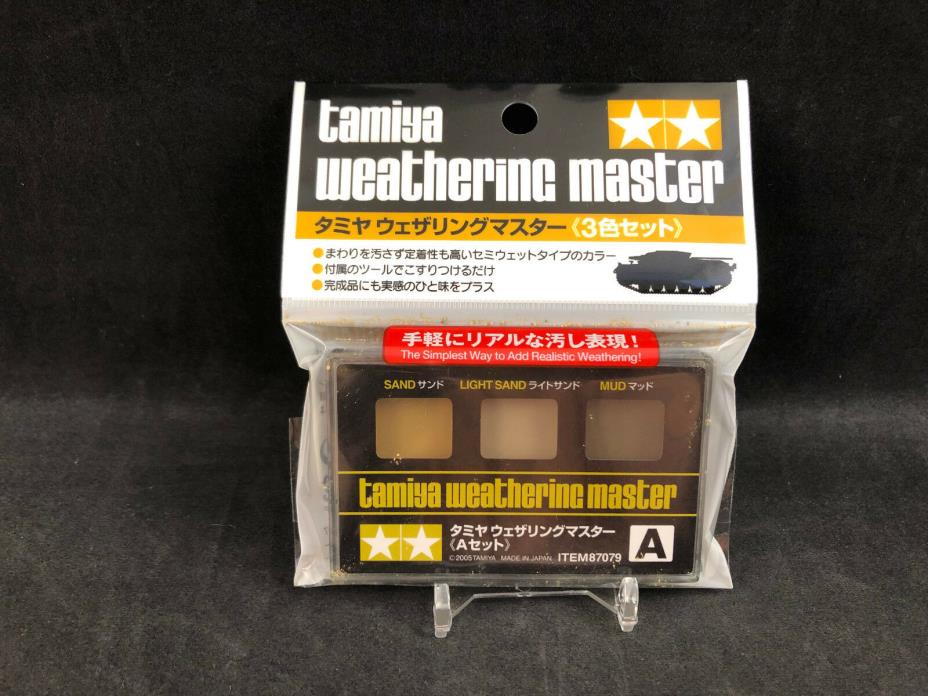 tamiya
weathering master
タミヤ ウェザリングマスター《3色セット》
●まわりを汚さず定着性も高いセミウェットタイプのカラー
●付属のツールでこすりつけるだけ
●完成品にも実感のひと味をプラス
手軽にリアルな汚し表現！
The Simplest Way to Add Realistic Weathering!
SAND サンド LIGHT SAND ライトサンド MUD マッド
tamiya weathering master
タミヤ ウェザリングマスター
《Aセット》
A
©2005 TAMIYA MADE IN JAPAN ITEM 87079